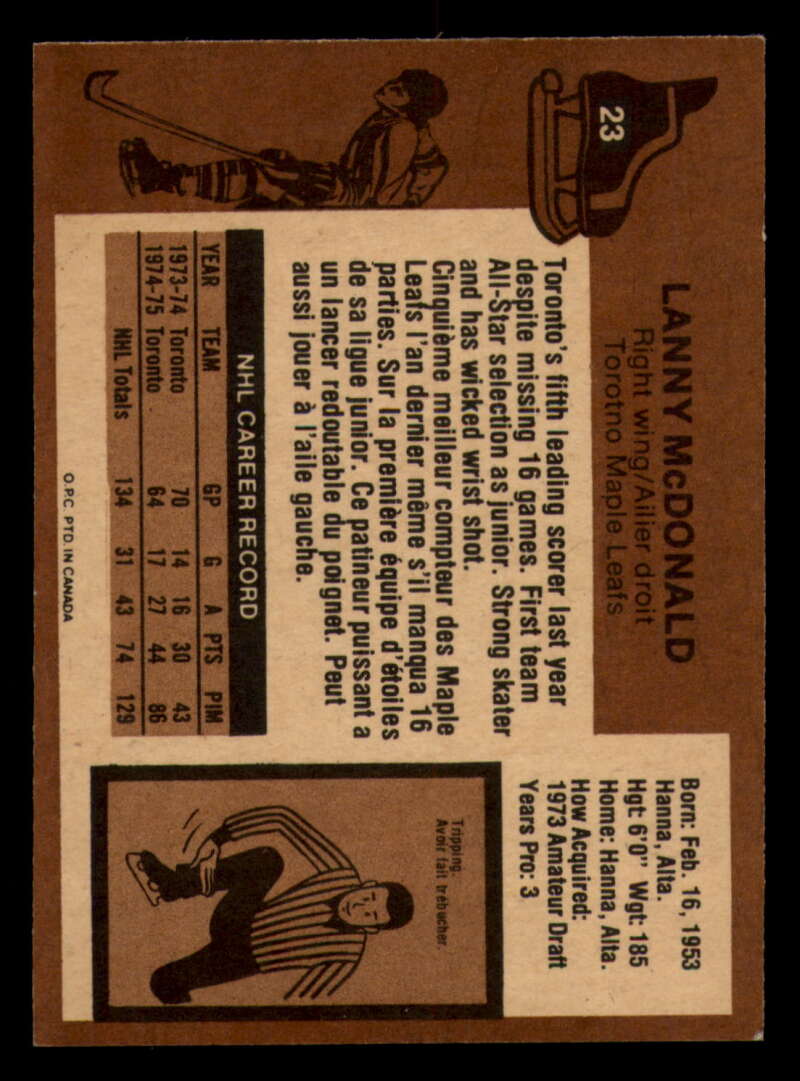 23
LANNY McDONALD
Right wing/Ailier droit
Torotno Maple Leafs
Born: Feb. 16, 1953
Hanna, Alta.
Hgt: 6'0" Wgt: 185
Home: Hanna, Alta.
How Acquired:
1973 Amateur Draft
Years Pro: 3
Toronto's fifth leading scorer last year
despite missing 16 games. First team
All-Star selection as junior. Strong skater
and has wicked wrist shot.
Cinquième meilleur compteur des Maple
Leafs l'an dernier même s'il manqua 16
parties. Sur la première équipe d'étoiles
de sa ligue junior. Ce patineur puissant a
un lancer redoutable du poignet. Peut
aussi jouer à l'aile gauche.
Tripping.
Avoir fait trébucher.
NHL CAREER RECORD
YEAR TEAM GP G A PTS PIM
1973-74 Toronto 70 14 16 30 43
1974-75 Toronto 64 17 27 44 86
NHL Totals 134 31 43 74 129
O.P.C. PTD. IN CANADA